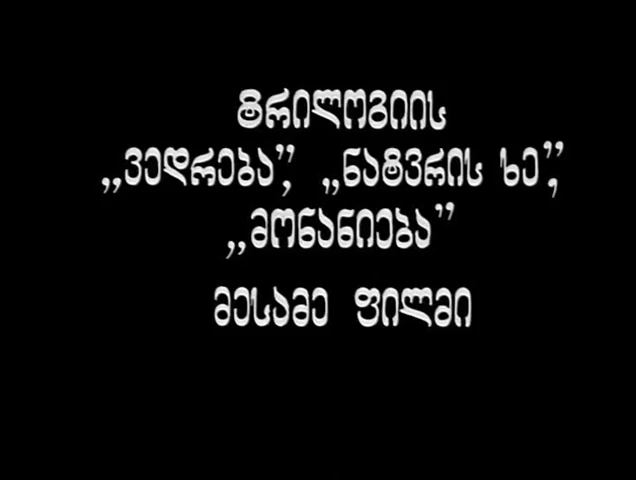 ტრილოგიის
„ვედრება”, „ნატვრის ხე”,
„მონანიება”
მესამე ფილმი